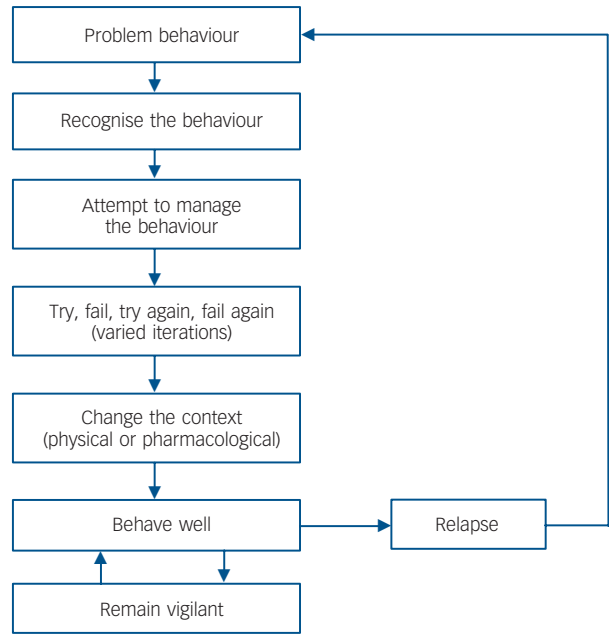 Problem behaviour
Recognise the behaviour
Attempt to manage
the behaviour
Try, fail, try again, fail again
(varied iterations)
Change the context
(physical or pharmacological)
Behave well
Relapse
Remain vigilant